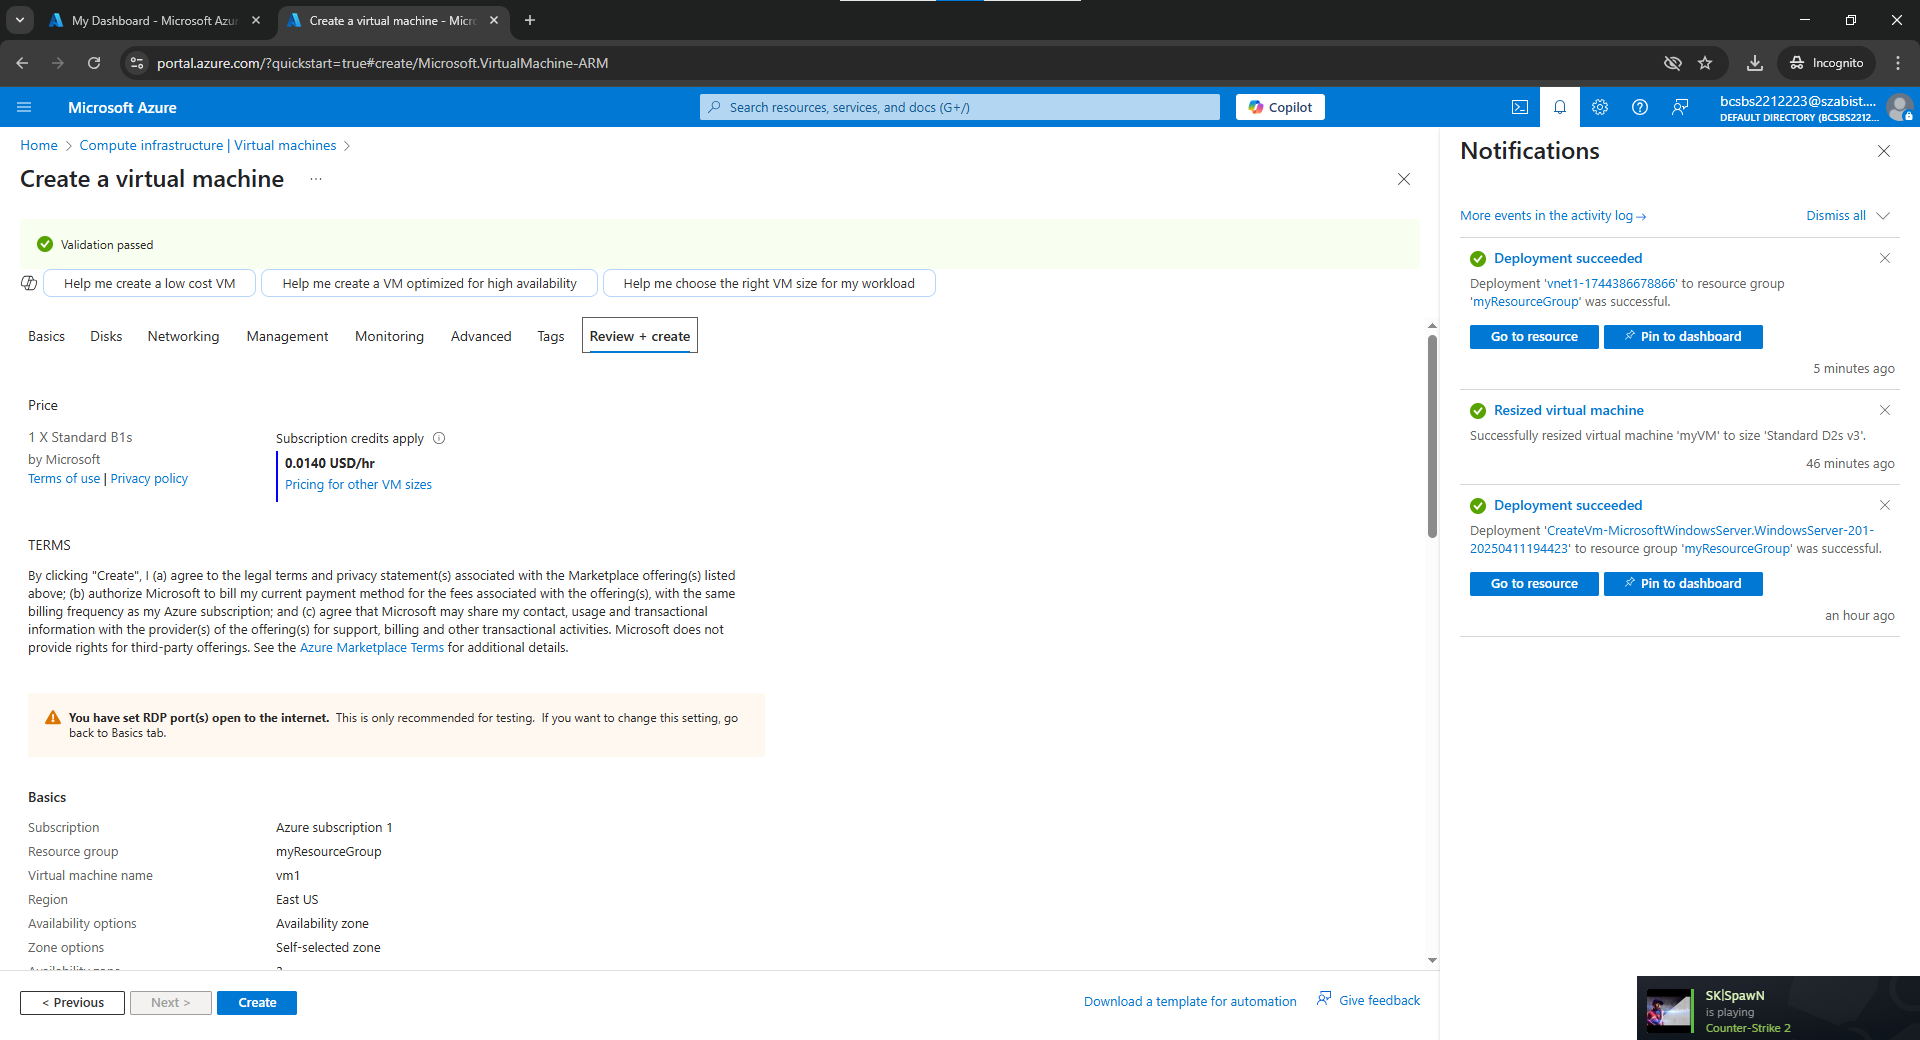 My Dashboard - Microsoft Azur
Create a virtual machine - Micro
portal.azure.com/?quickstart=true#create/Microsoft.VirtualMachine-ARM
Incognito
Microsoft Azure
Search resources, services, and docs (G+/)
Copilot
bcsbs2212223@szabist....
DEFAULT DIRECTORY (BCSBS2212...
Home > Compute infrastructure | Virtual machines >
Create a virtual machine ...
Validation passed
Help me create a low cost VM
Help me create a VM optimized for high availability
Help me choose the right VM size for my workload
Basics Disks Networking Management Monitoring Advanced Tags Review + create
Price
1 X Standard B1s
by Microsoft
Terms of use | Privacy policy
Subscription credits apply
0.0140 USD/hr
Pricing for other VM sizes
TERMS
By clicking "Create", I (a) agree to the legal terms and privacy statement(s) associated with the Marketplace offering(s) listed
above; (b) authorize Microsoft to bill my current payment method for the fees associated with the offering(s), with the same
billing frequency as my Azure subscription; and (c) agree that Microsoft may share my contact, usage and transactional
information with the provider(s) of the offering(s) for support, billing and other transactional activities. Microsoft does not
provide rights for third-party offerings. See the Azure Marketplace Terms for additional details.
You have set RDP port(s) open to the internet. This is only recommended for testing. If you want to change this setting, go
back to Basics tab.
Basics
Subscription Azure subscription 1
Resource group myResourceGroup
Virtual machine name vm1
Region East US
Availability options Availability zone
Zone options Self-selected zone
< Previous
Next >
Create
Download a template for automation
Give feedback
Notifications
More events in the activity log →
Dismiss all
Deployment succeeded
Deployment 'vnet1-1744386678866' to resource group
'myResourceGroup' was successful.
Go to resource
Pin to dashboard
5 minutes ago
Resized virtual machine
Successfully resized virtual machine 'myVM' to size 'Standard D2s v3'.
46 minutes ago
Deployment succeeded
Deployment 'CreateVm-MicrosoftWindowsServer.WindowsServer-201-
20250411194423' to resource group 'myResourceGroup' was successful.
Go to resource
Pin to dashboard
an hour ago
SK|SpawN
is playing
Counter-Strike 2